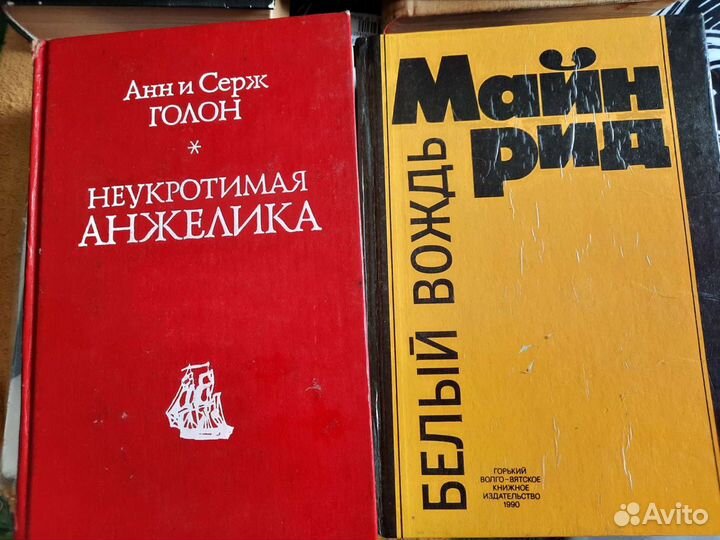 Анн и Серж
ГОЛОН
*
НЕУКРОТИМАЯ
АНЖЕЛИКА
Майн
рид
БЕЛЫЙ ВОЖДЬ
ГОРЬКИЙ
ВОЛГО-ВЯТСКОЕ
КНИЖНОЕ
ИЗДАТЕЛЬСТВО
1990
Avito